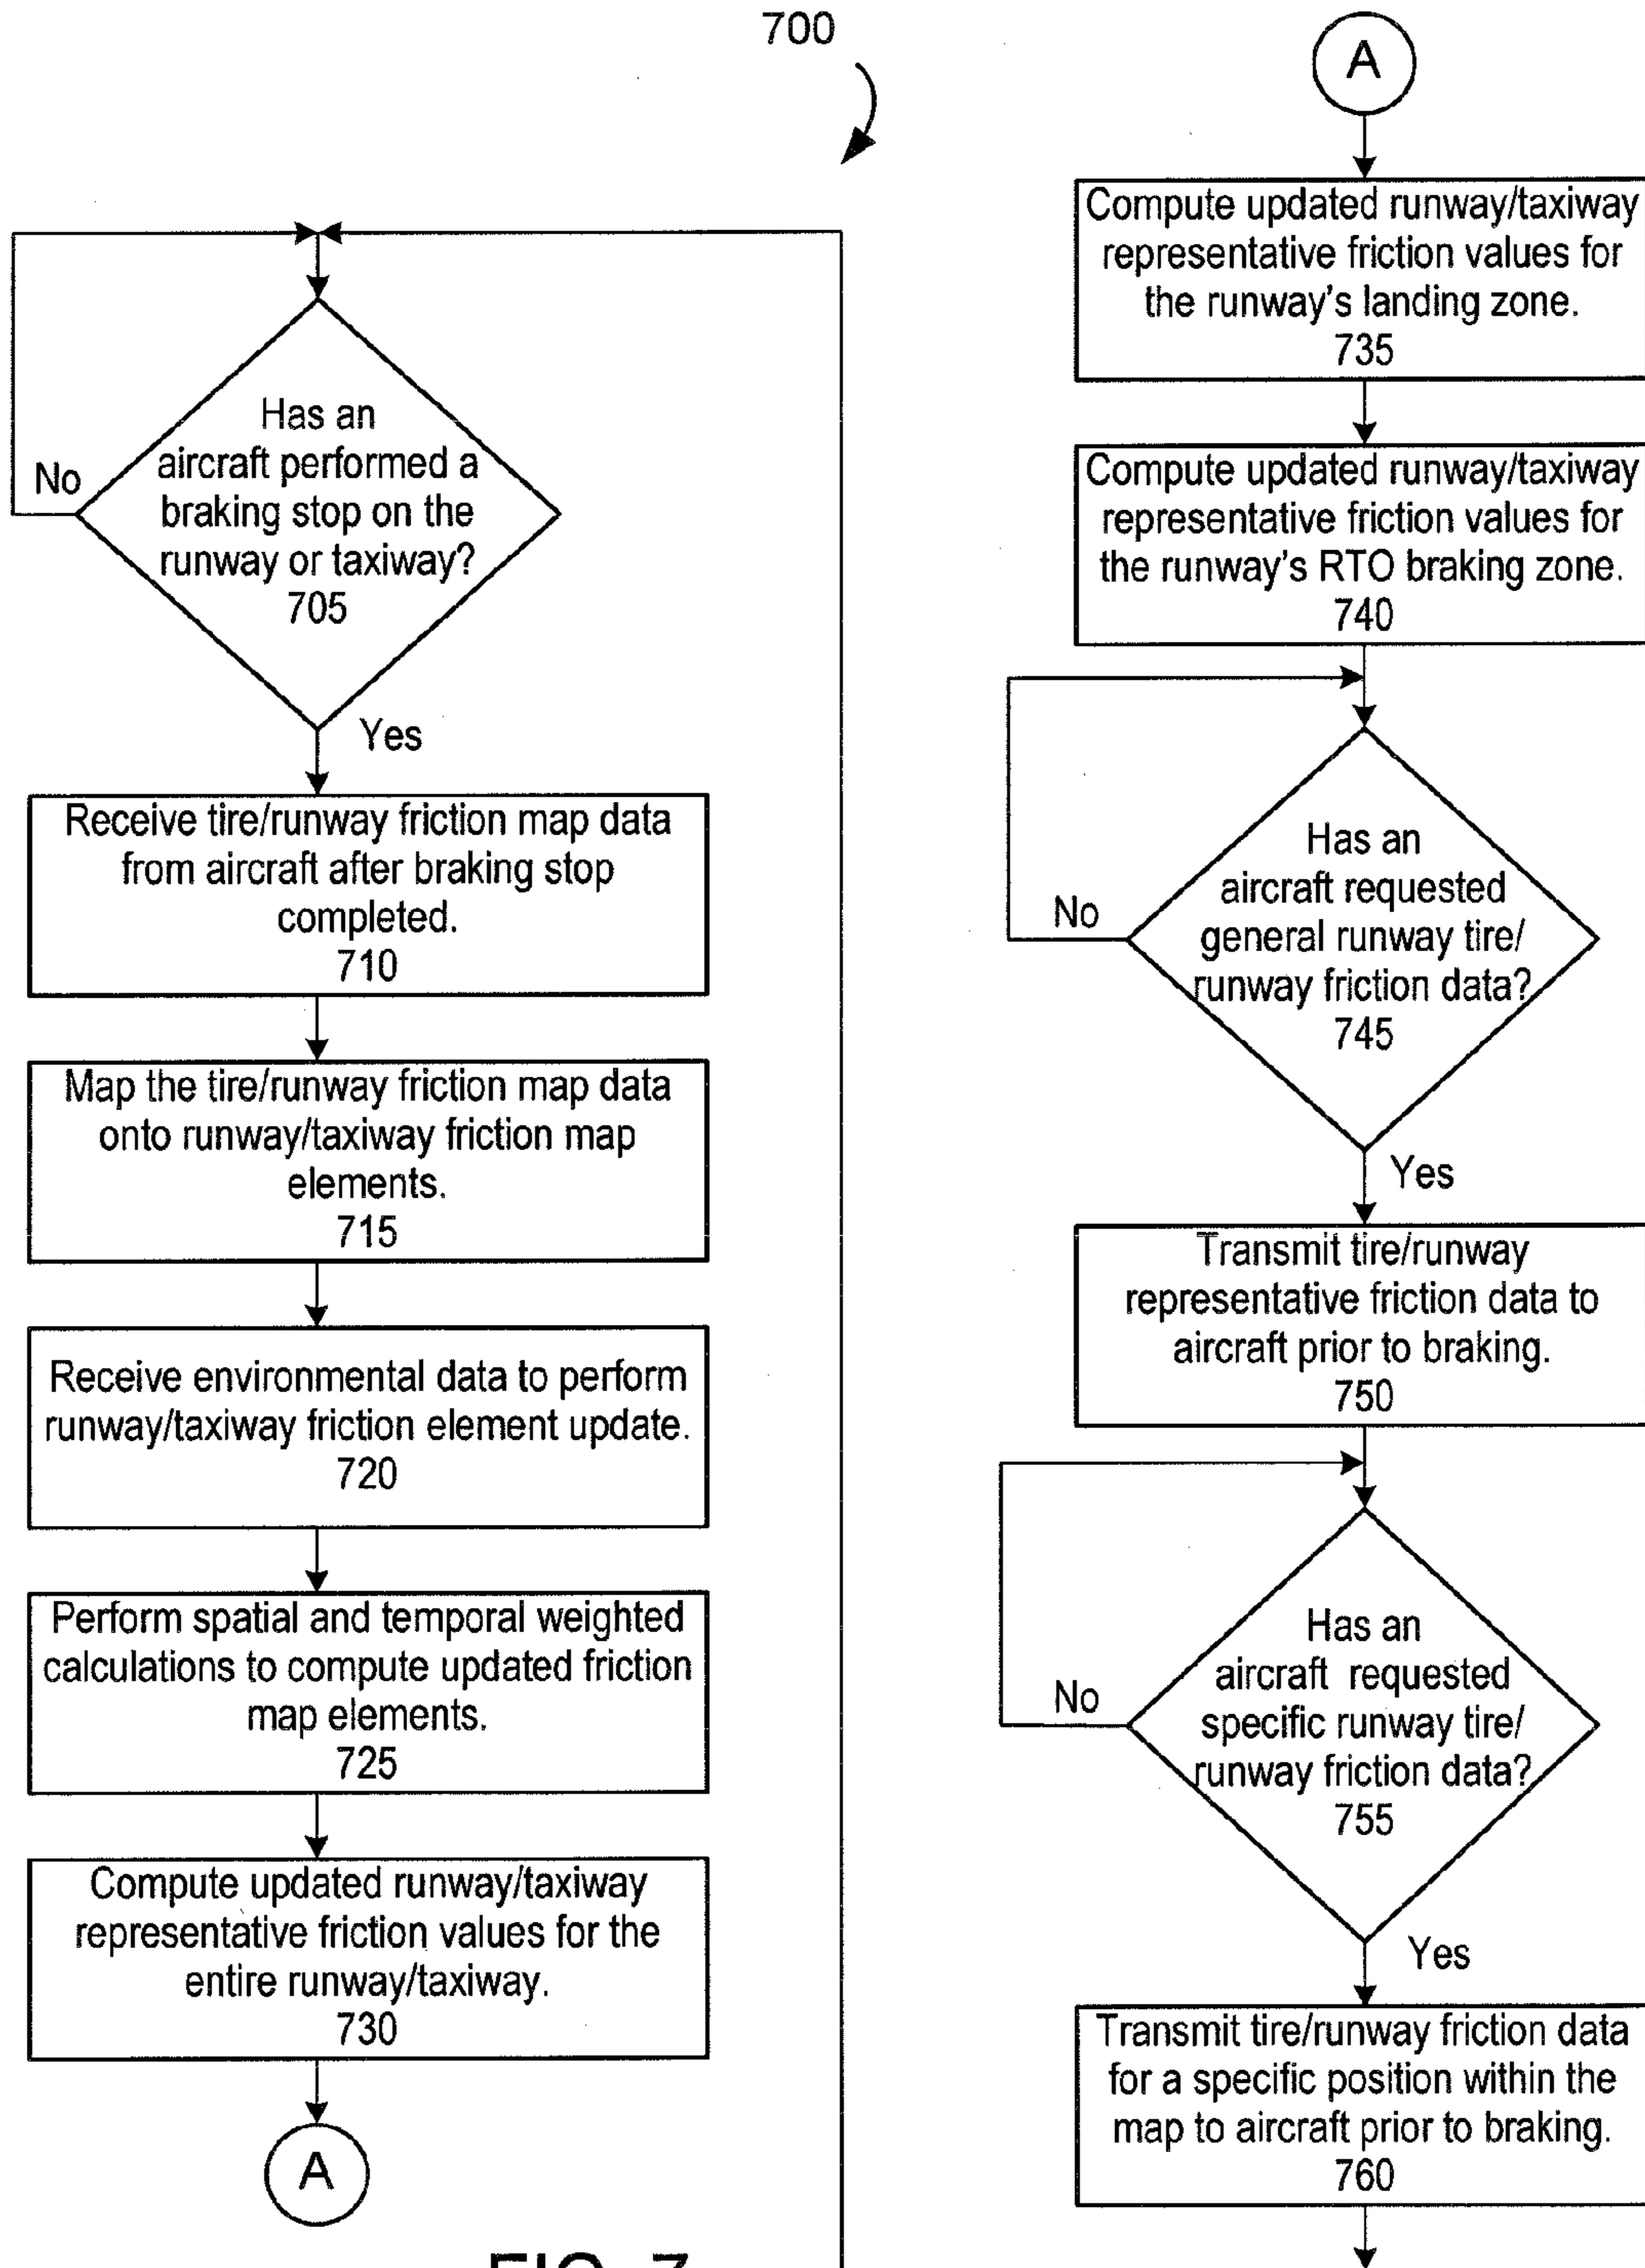 700
Has an
aircraft performed a
braking stop on the
runway or taxiway?
705
No
Yes
Receive tire/runway friction map data
from aircraft after braking stop
completed.
710
Map the tire/runway friction map data
onto runway/taxiway friction map
elements.
715
Receive environmental data to perform
runway/taxiway friction element update.
720
Perform spatial and temporal weighted
calculations to compute updated friction
map elements.
725
Compute updated runway/taxiway
representative friction values for the
entire runway/taxiway.
730
A
A
Compute updated runway/taxiway
representative friction values for
the runway's landing zone.
735
Compute updated runway/taxiway
representative friction values for
the runway's RTO braking zone.
740
Has an
aircraft requested
general runway tire/
runway friction data?
745
No
Yes
Transmit tire/runway
representative friction data to
aircraft prior to braking.
750
Has an
aircraft requested
specific runway tire/
runway friction data?
755
No
Yes
Transmit tire/runway friction data
for a specific position within the
map to aircraft prior to braking.
760
FIG. 7